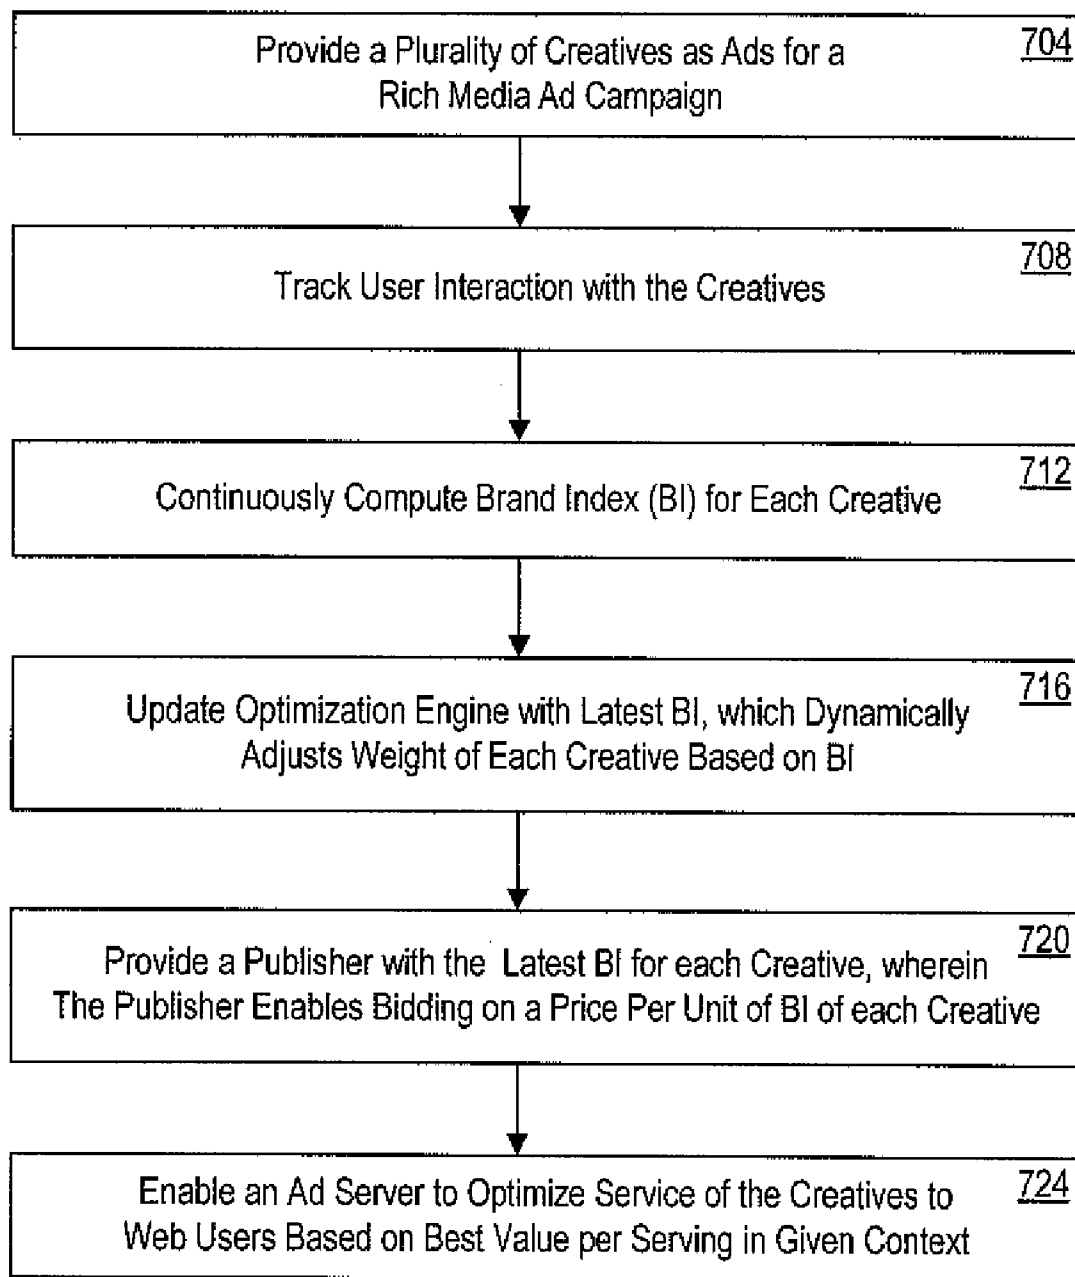 704
Provide a Plurality of Creatives as Ads for a
Rich Media Ad Campaign
708
Track User Interaction with the Creatives
712
Continuously Compute Brand Index (BI) for Each Creative
716
Update Optimization Engine with Latest BI, which Dynamically
Adjusts Weight of Each Creative Based on BI
720
Provide a Publisher with the Latest BI for each Creative, wherein
The Publisher Enables Bidding on a Price Per Unit of BI of each Creative
724
Enable an Ad Server to Optimize Service of the Creatives to
Web Users Based on Best Value per Serving in Given Context